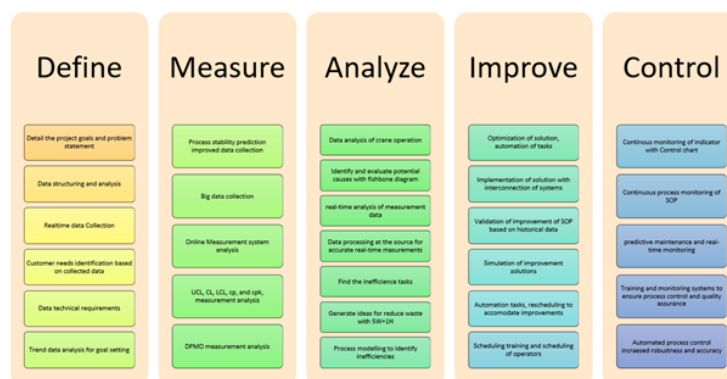 Define
Detail the project goals and problem
statement
Data structuring and analysis
Realtime data Collection
Customer needs identification based
on collected data
Data technical requirements
Trend data analysis for goal setting
Measure
Process stability prediction
improved data collection
Big data collection
Online Measurement system
analysis
UCL, CL, LCL, cp, and cpk,
measurement analysis
DPMO measurement analysis
Analyze
Data analysis of crane operation
Identify and evaluate potential
causes with fishbone diagram
real-time analysis of measurement
data
Data processing at the source for
accurate real-time masurements
Find the inefficience tasks
Generate ideas for reduce waste
with 5W+1H
Process modelling to identify
inefficiencies
Improve
Optimization of solution,
automation of tasks
Implementation of solution with
interconnection of systems
Validation of improvement of SOP
based on historical data
Simulation of improvement
solutions
Automation tasks, rescheduling to
accomodate improvements
Scheduling training and scheduling
of operators
Control
Continous monitoring of indicator
with Control chart
Continuous process monitoring of
SOP
predictive maintenance and real-
time monitoring
Training and monitoring systems to
ensure process control and quality
assurance
Automated process control
increesed robustness and accuracy